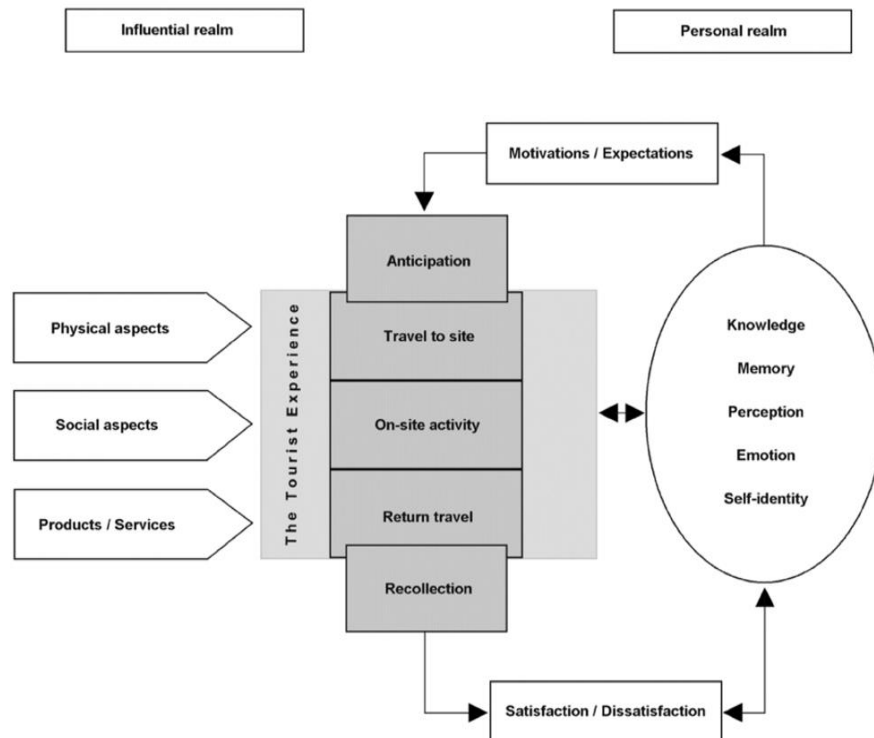 Influential realm
Personal realm
Motivations / Expectations
Anticipation
Physical aspects
Social aspects
Products / Services
The Tourist Experience
Travel to site
On-site activity
Return travel
Recollection
Knowledge
Memory
Perception
Emotion
Self-identity
Satisfaction / Dissatisfaction